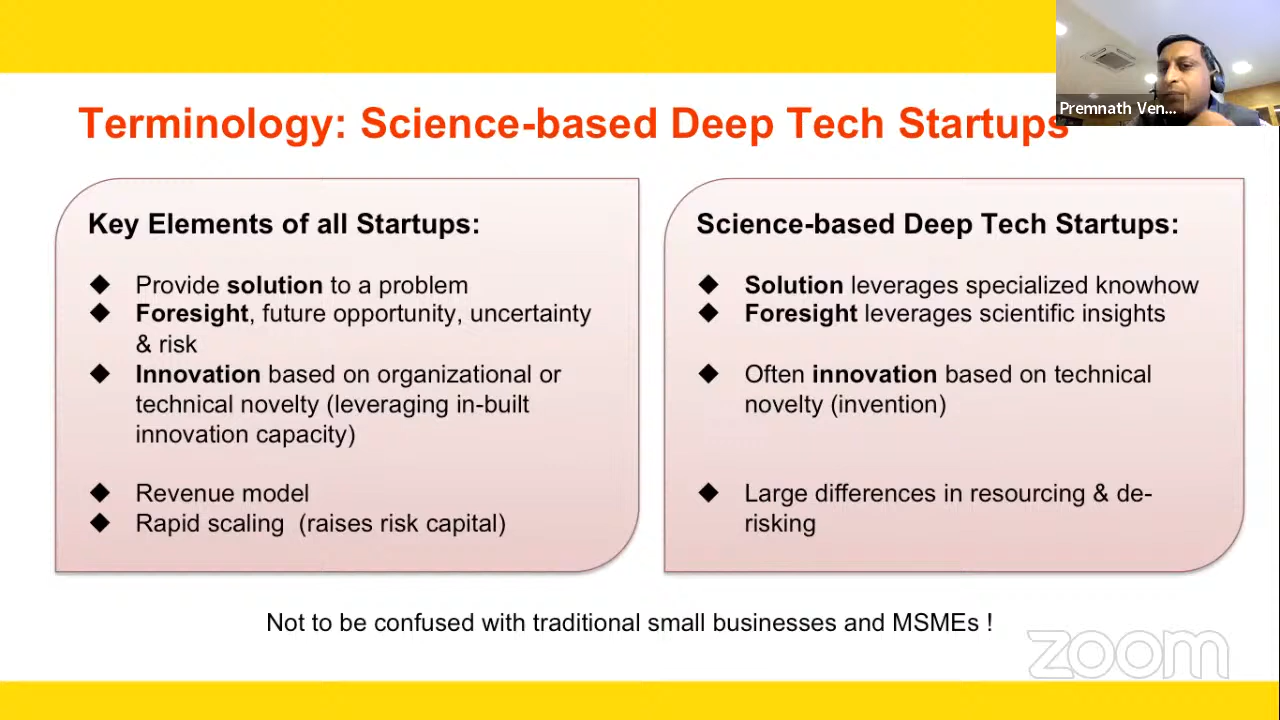 Premnath Ven...
Terminology: Science-based Deep Tech Startups
Key Elements of all Startups:
◆ Provide solution to a problem
◆ Foresight, future opportunity, uncertainty
& risk
◆ Innovation based on organizational or
technical novelty (leveraging in-built
innovation capacity)
◆ Revenue model
◆ Rapid scaling (raises risk capital)
Science-based Deep Tech Startups:
◆ Solution leverages specialized knowhow
◆ Foresight leverages scientific insights
◆ Often innovation based on technical
novelty (invention)
◆ Large differences in resourcing & de-
risking
Not to be confused with traditional small businesses and MSMEs !
zoom